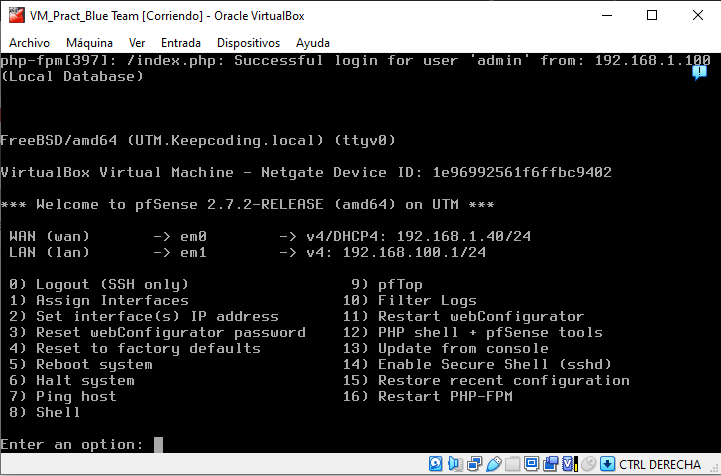 VM_Pract_Blue Team [Corriendo] - Oracle VirtualBox
Archivo Máquina Ver Entrada Dispositivos Ayuda
php-fpm[397]: /index.php: Successful login for user 'admin' from: 192.168.1.100
(Local Database)
FreeBSD/amd64 (UTM.Keepcoding.local) (ttyv0)
VirtualBox Virtual Machine - Netgate Device ID: 1e96992561f6ffbc9402
*** Welcome to pfSense 2.7.2-RELEASE (amd64) on UTM ***
WAN (wan) -> em0 -> v4/DHCP4: 192.168.1.40/24
LAN (lan) -> em1 -> v4: 192.168.100.1/24
0) Logout (SSH only) 9) pfTop
1) Assign Interfaces 10) Filter Logs
2) Set interface(s) IP address 11) Restart webConfigurator
3) Reset webConfigurator password 12) PHP shell + pfSense tools
4) Reset to factory defaults 13) Update from console
5) Reboot system 14) Enable Secure Shell (sshd)
6) Halt system 15) Restore recent configuration
7) Ping host 16) Restart PHP-FPM
8) Shell
Enter an option:
CTRL DERECHA